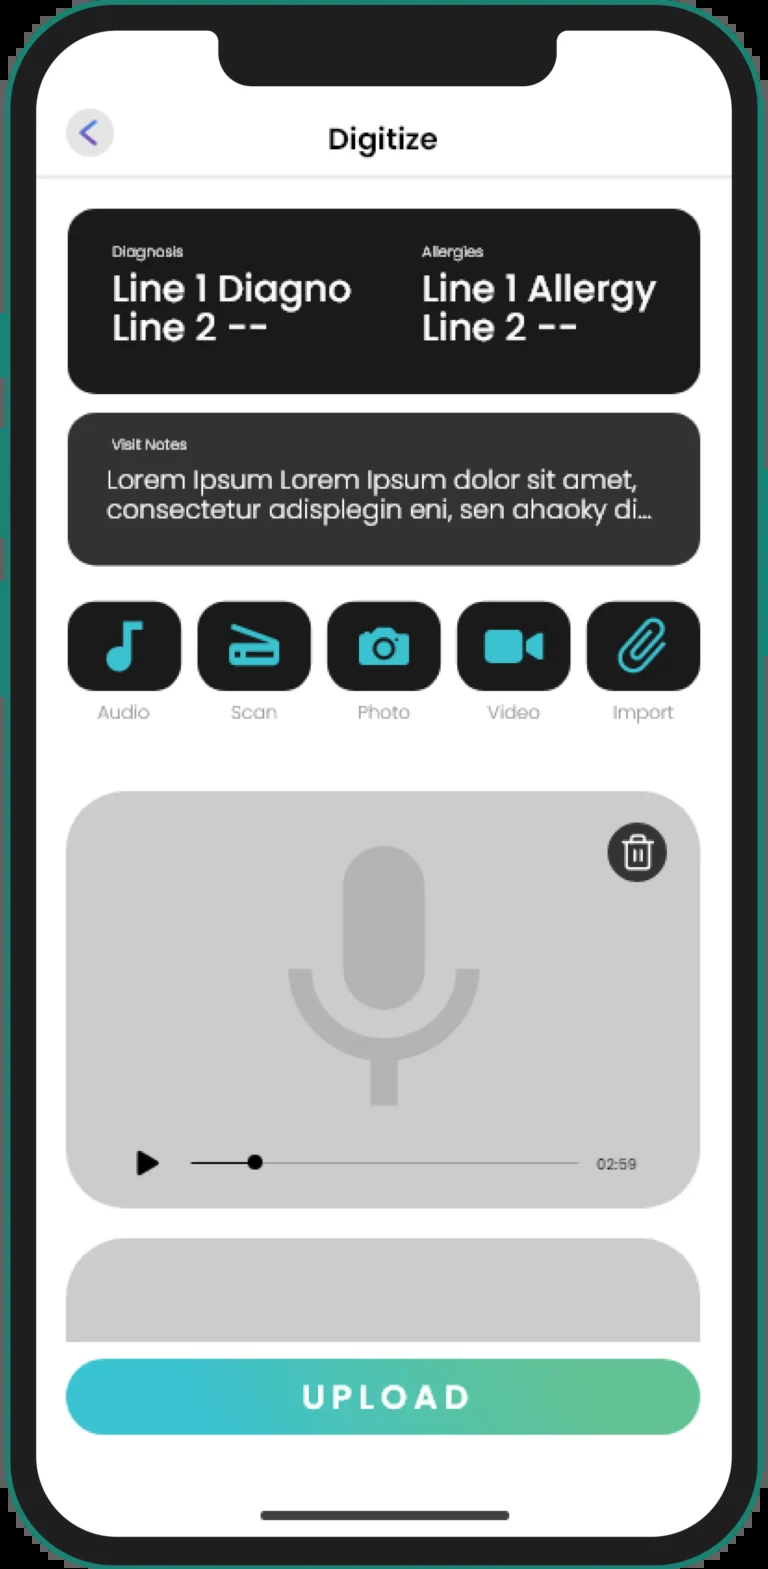 Digitize
Diagnosis
Line 1 Diagno
Line 2 --
Allergies
Line 1 Allergy
Line 2 --
Visit Notes
Lorem Ipsum Lorem Ipsum dolor sit amet,
consectetur adisplegin eni, sen ahaoky di...
Audio
Scan
Photo
Video
Import
02:59
UPLOAD